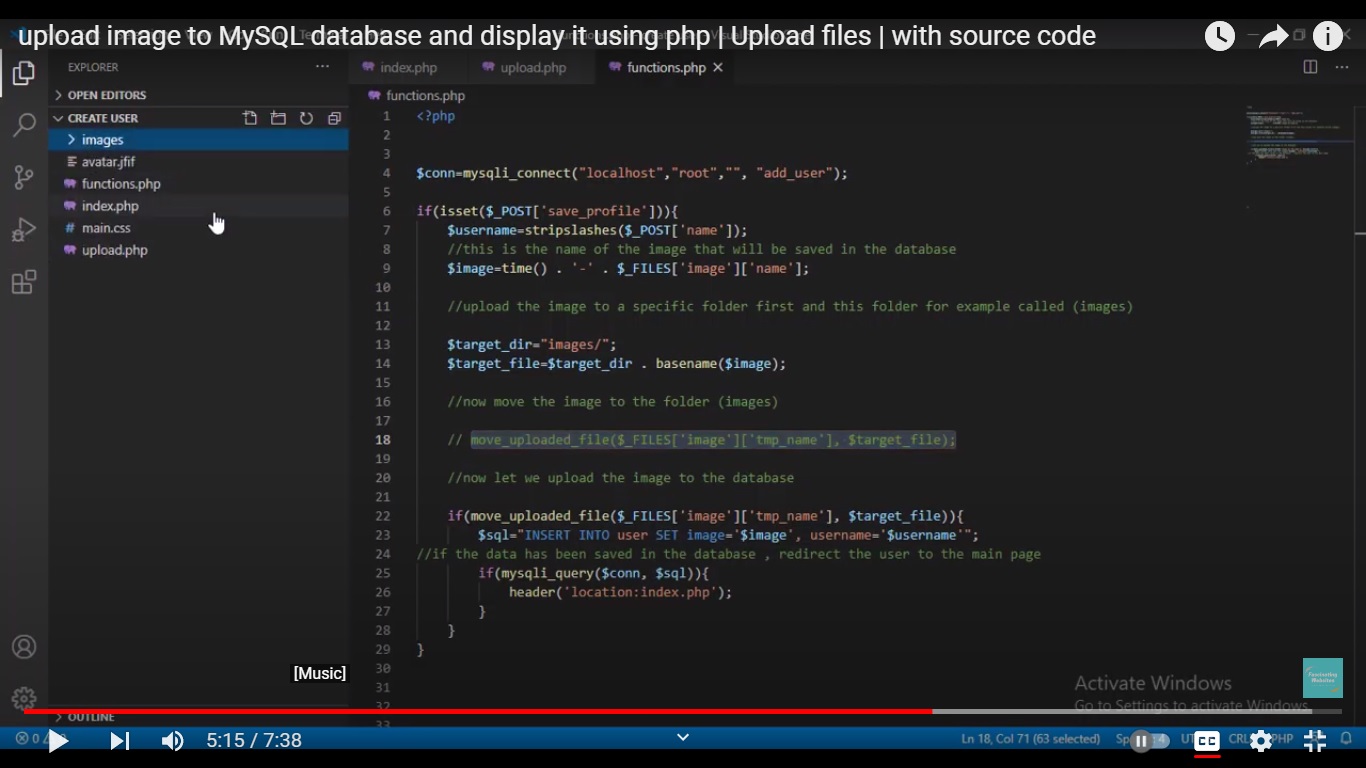 upload image to MySQL database and display it using php | Upload files | with source code
EXPLORER
index.php
upload.php
functions.php
OPEN EDITORS
functions.php
CREATE USER
images
avatar.jfif
functions.php
index.php
main.css
upload.php
1 <?php
2
3
4 $conn=mysqli_connect("localhost","root","", "add_user");
5
6 if(isset($_POST['save_profile'])){
7 $username=stripslashes($_POST['name']);
8 //this is the name of the image that will be saved in the database
9 $image=time() . '-' . $_FILES['image']['name'];
10
11 //upload the image to a specific folder first and this folder for example called (images)
12
13 $target_dir="images/";
14 $target_file=$target_dir . basename($image);
15
16 //now move the image to the folder (images)
17
18 // move_uploaded_file($_FILES['image']['tmp_name'], $target_file);
19
20 //now let we upload the image to the database
21
22 if(move_uploaded_file($_FILES['image']['tmp_name'], $target_file)){
23 $sql="INSERT INTO user SET image='$image', username='$username'";
24 //if the data has been saved in the database , redirect the user to the main page
25 if(mysqli_query($conn, $sql)){
26 header('location:index.php');
27 }
28 }
29 }
30
31
32
33
[Music]
Fascinating
Websites
Activate Windows
Go to Settings to activate Windows.
OUTLINE
0
5:15 / 7:38
Ln 18, Col 71 (63 selected)
CC
PHP